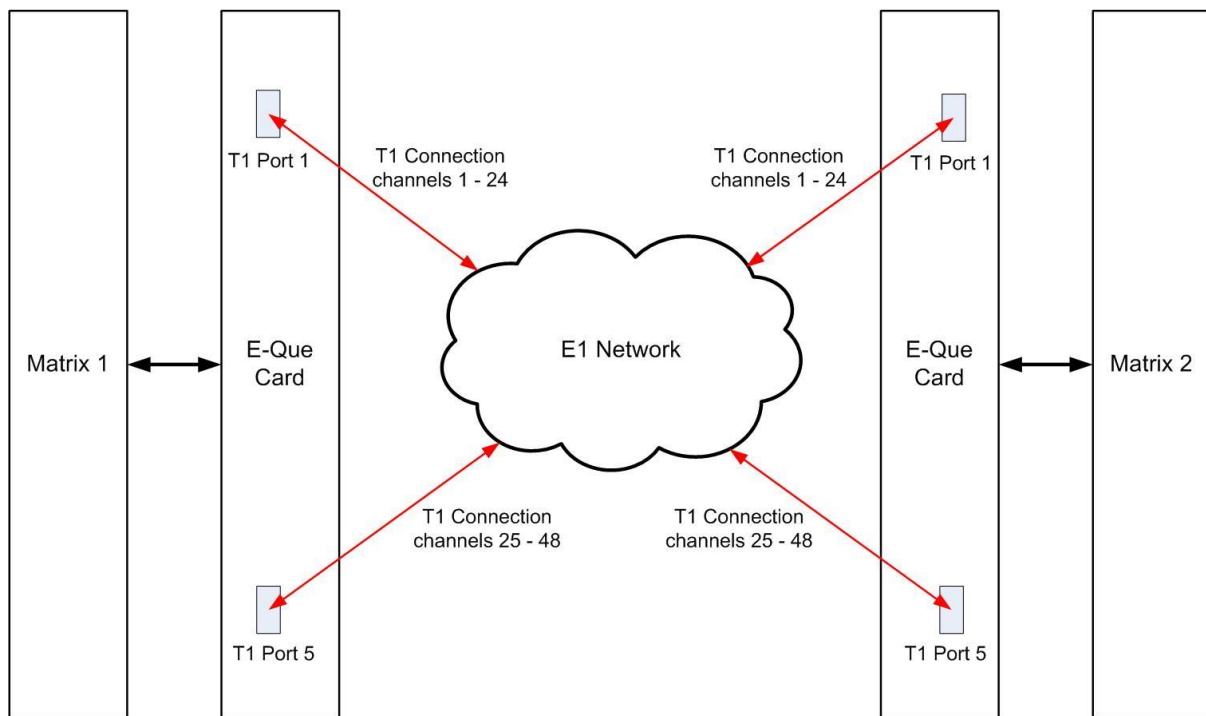 T1 Port 1
T1 Connection
channels 1 - 24
T1 Connection
channels 1 - 24
T1 Port 1
Matrix 1
E-Que
Card
E1 Network
E-Que
Card
Matrix 2
T1 Connection
channels 25 - 48
T1 Connection
channels 25 - 48
T1 Port 5
T1 Port 5